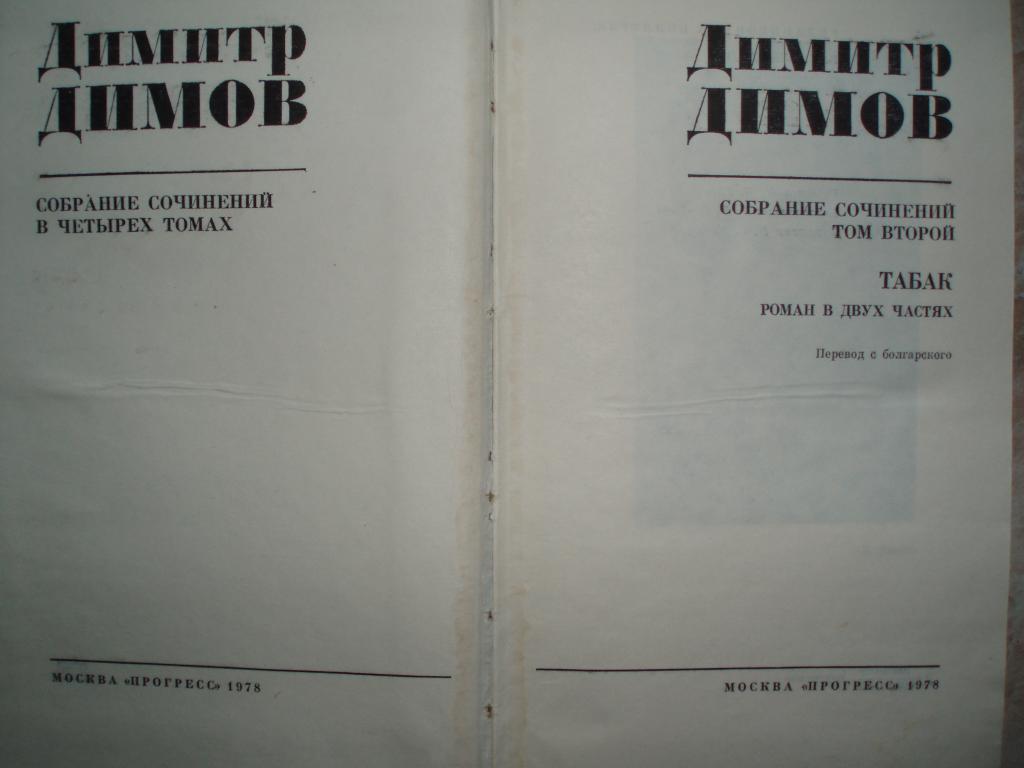 Димитр
ДИМОВ
СОБРАНИЕ СОЧИНЕНИЙ
В ЧЕТЫРЕХ ТОМАХ
МОСКВА «ПРОГРЕСС» 1978
Димитр
ДИМОВ
СОБРАНИЕ СОЧИНЕНИЙ
ТОМ ВТОРОЙ
ТАБАК
РОМАН В ДВУХ ЧАСТЯХ
Перевод с болгарского
МОСКВА «ПРОГРЕСС» 1978